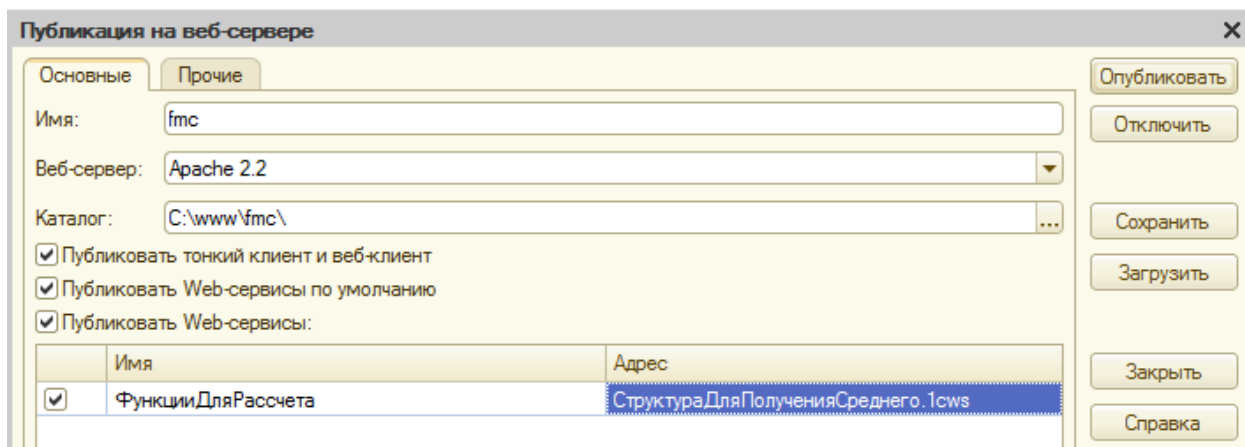 Публикация на веб-сервере
Основные Прочие
Опубликовать
Имя: fmc
Отключить
Веб-сервер: Apache 2.2
Каталог: C:\www\fmc\ ...
Сохранить
Публиковать тонкий клиент и веб-клиент
Загрузить
Публиковать Web-сервисы по умолчанию
Публиковать Web-сервисы:
Имя Адрес
Закрыть
ФункцииДляРассчета СтруктураДляПолученияСреднего.1cws
Справка